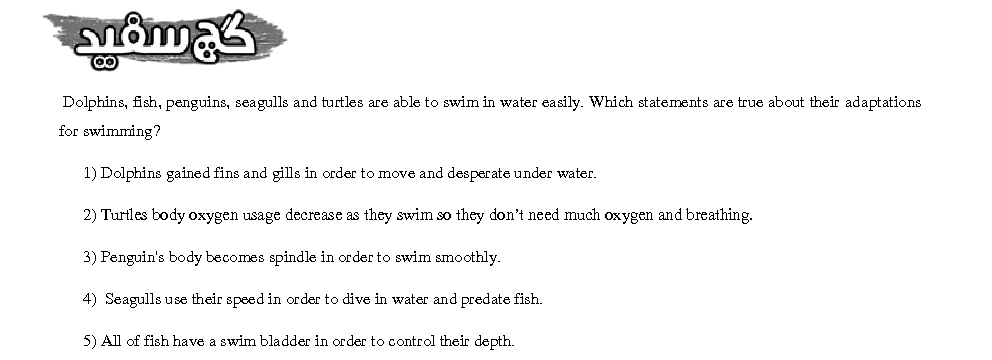 گچ سفید
Dolphins, fish, penguins, seagulls and turtles are able to swim in water easily. Which statements are true about their adaptations
for swimming?
1) Dolphins gained fins and gills in order to move and desperate under water.
2) Turtles body oxygen usage decrease as they swim so they don't need much oxygen and breathing.
3) Penguin's body becomes spindle in order to swim smoothly.
4) Seagulls use their speed in order to dive in water and predate fish.
5) All of fish have a swim bladder in order to control their depth.